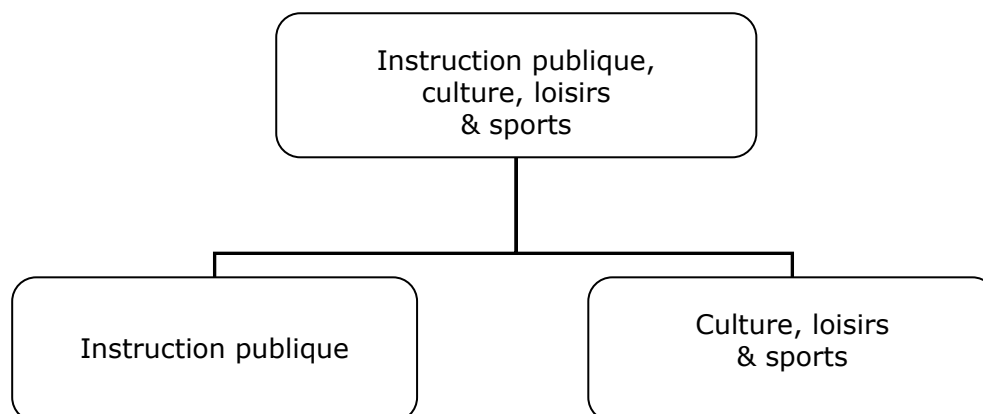 Instruction publique,
culture, loisirs
& sports
Instruction publique
Culture, loisirs
& sports